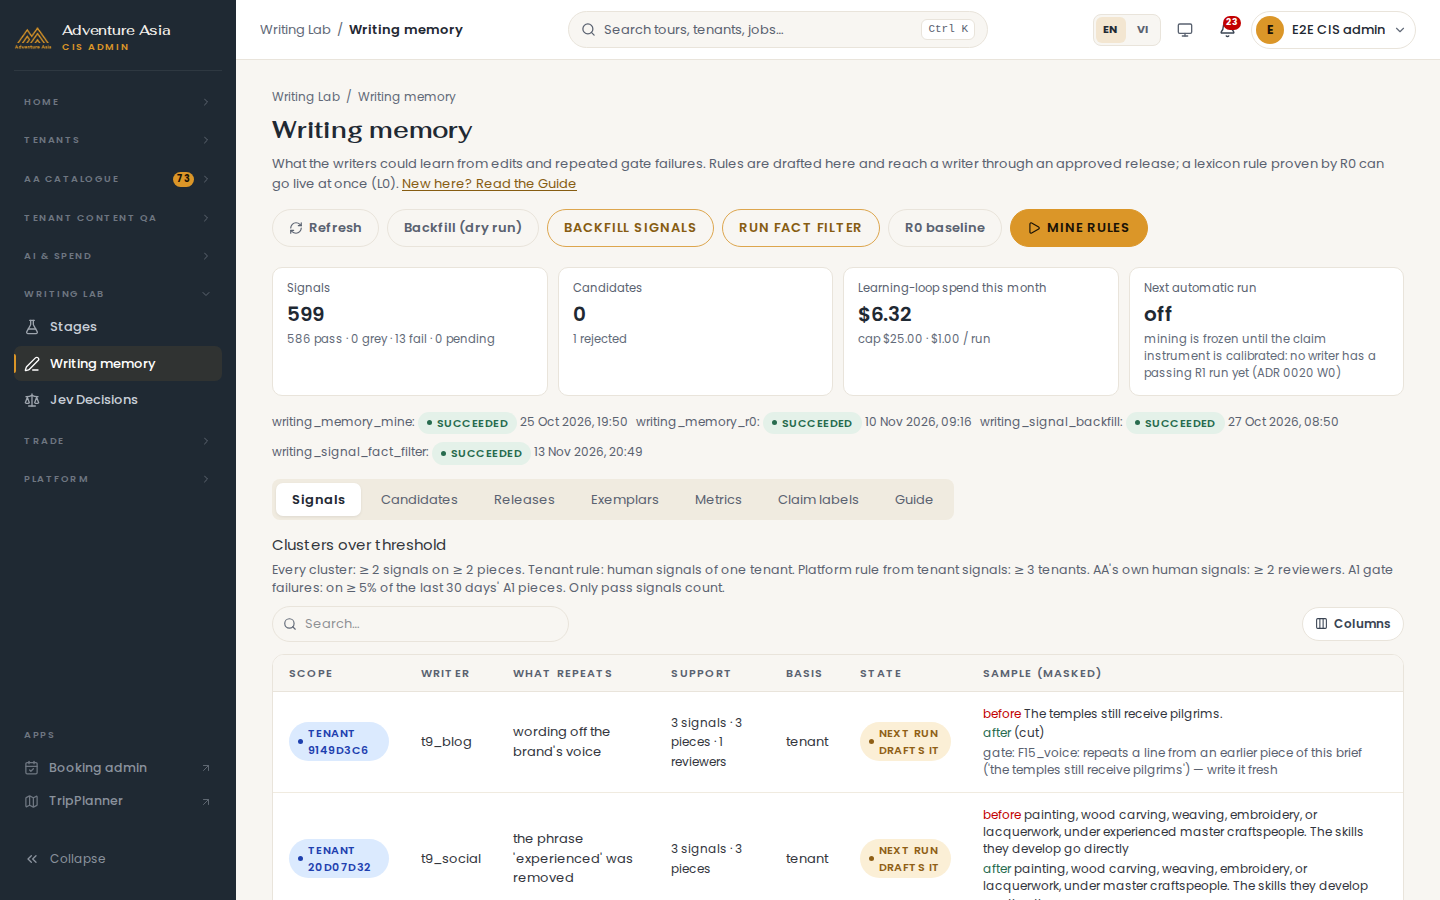 Adventure Asia
Adventure Asia
CIS ADMIN
HOME
TENANTS
AA CATALOGUE 73
TENANT CONTENT QA
AI & SPEND
WRITING LAB
Stages
Writing memory
Jev Decisions
TRADE
PLATFORM
APPS
Booking admin
TripPlanner
Collapse
Writing Lab / Writing memory
Search tours, tenants, jobs...
Ctrl K
EN VI
23
E E2E CIS admin
Writing Lab / Writing memory
Writing memory
What the writers could learn from edits and repeated gate failures. Rules are drafted here and reach a writer through an approved release; a lexicon rule proven by R0 can
go live at once (L0). New here? Read the Guide
Refresh
Backfill (dry run)
BACKFILL SIGNALS
RUN FACT FILTER
R0 baseline
MINE RULES
Signals
599
586 pass · 0 grey · 13 fail · 0 pending
Candidates
0
1 rejected
Learning-loop spend this month
$6.32
cap $25.00 · $1.00 / run
Next automatic run
off
mining is frozen until the claim
instrument is calibrated: no writer has a
passing R1 run yet (ADR 0020 W0)
writing_memory_mine: SUCCEEDED 25 Oct 2026, 19:50 writing_memory_r0: SUCCEEDED 10 Nov 2026, 09:16 writing_signal_backfill: SUCCEEDED 27 Oct 2026, 08:50
writing_signal_fact_filter: SUCCEEDED 13 Nov 2026, 20:49
Signals Candidates Releases Exemplars Metrics Claim labels Guide
Clusters over threshold
Every cluster: ≥ 2 signals on ≥ 2 pieces. Tenant rule: human signals of one tenant. Platform rule from tenant signals: ≥ 3 tenants. AA's own human signals: ≥ 2 reviewers. A1 gate
failures: on ≥ 5% of the last 30 days' A1 pieces. Only pass signals count.
Search...
Columns
SCOPE WRITER WHAT REPEATS SUPPORT BASIS STATE SAMPLE (MASKED)
TENANT
9149D3C6
t9_blog
wording off the
brand's voice
3 signals · 3
pieces · 1
reviewers
tenant
NEXT RUN
DRAFTS IT
before The temples still receive pilgrims.
after (cut)
gate: F15_voice: repeats a line from an earlier piece of this brief
('the temples still receive pilgrims') — write it fresh
TENANT
20D07D32
t9_social
the phrase
'experienced' was
removed
3 signals · 3
pieces
tenant
NEXT RUN
DRAFTS IT
before painting, wood carving, weaving, embroidery, or
lacquerwork, under experienced master craftspeople. The skills
they develop go directly
after painting, wood carving, weaving, embroidery, or
lacquerwork, under master craftspeople. The skills they develop